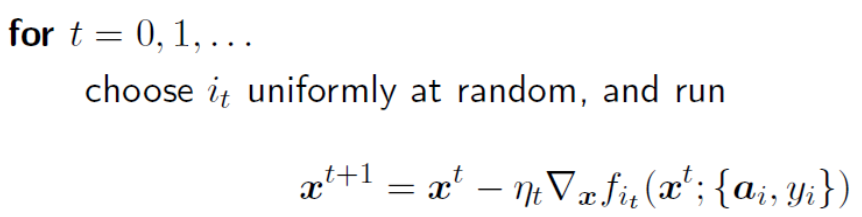 for t = 0, 1, . . .
choose i_t uniformly at random, and run
x^{t+1} = x^t − η_t ∇_x f_{i_t}(x^t; {a_i, y_i})